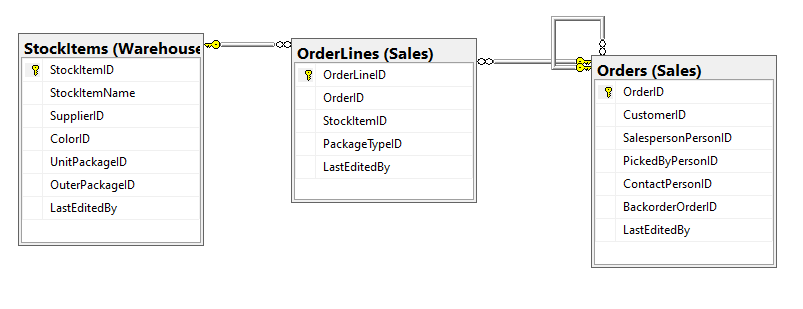 StockItems (Warehouse
StockItemID
StockItemName
SupplierID
ColorID
UnitPackageID
OuterPackageID
LastEditedBy
OrderLines (Sales)
OrderLineID
OrderID
StockItemID
PackageTypeID
LastEditedBy
Orders (Sales)
OrderID
CustomerID
SalespersonPersonID
PickedByPersonID
ContactPersonID
BackorderOrderID
LastEditedBy